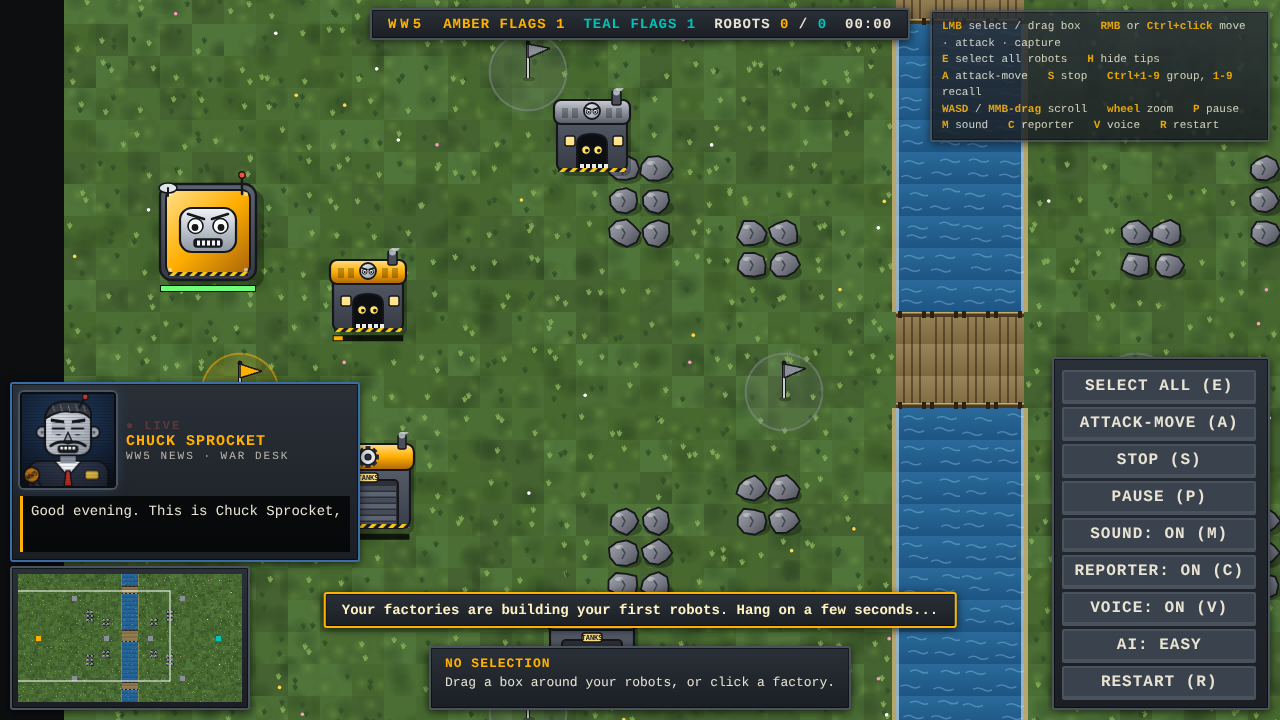 WW5 AMBER FLAGS 1 TEAL FLAGS 1 ROBOTS 0 / 0 00:00
LMB select / drag box RMB or Ctrl+click move
· attack · capture
E select all robots H hide tips
A attack-move S stop Ctrl+1-9 group, 1-9
recall
WASD / MMB-drag scroll wheel zoom P pause
M sound C reporter V voice R restart
● LIVE
CHUCK SPROCKET
WW5 NEWS · WAR DESK
Good evening. This is Chuck Sprocket,
TANKS
Your factories are building your first robots. Hang on a few seconds...
TANKS
NO SELECTION
Drag a box around your robots, or click a factory.
SELECT ALL (E)
ATTACK-MOVE (A)
STOP (S)
PAUSE (P)
SOUND: ON (M)
REPORTER: ON (C)
VOICE: ON (V)
AI: EASY
RESTART (R)